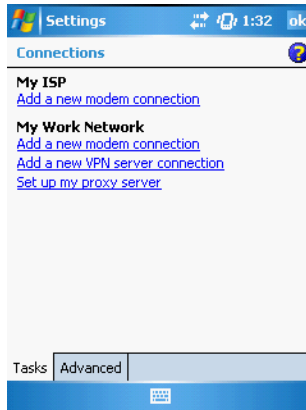 Settings 1:32 ok
Connections
My ISP
Add a new modem connection
My Work Network
Add a new modem connection
Add a new VPN server connection
Set up my proxy server
Tasks Advanced